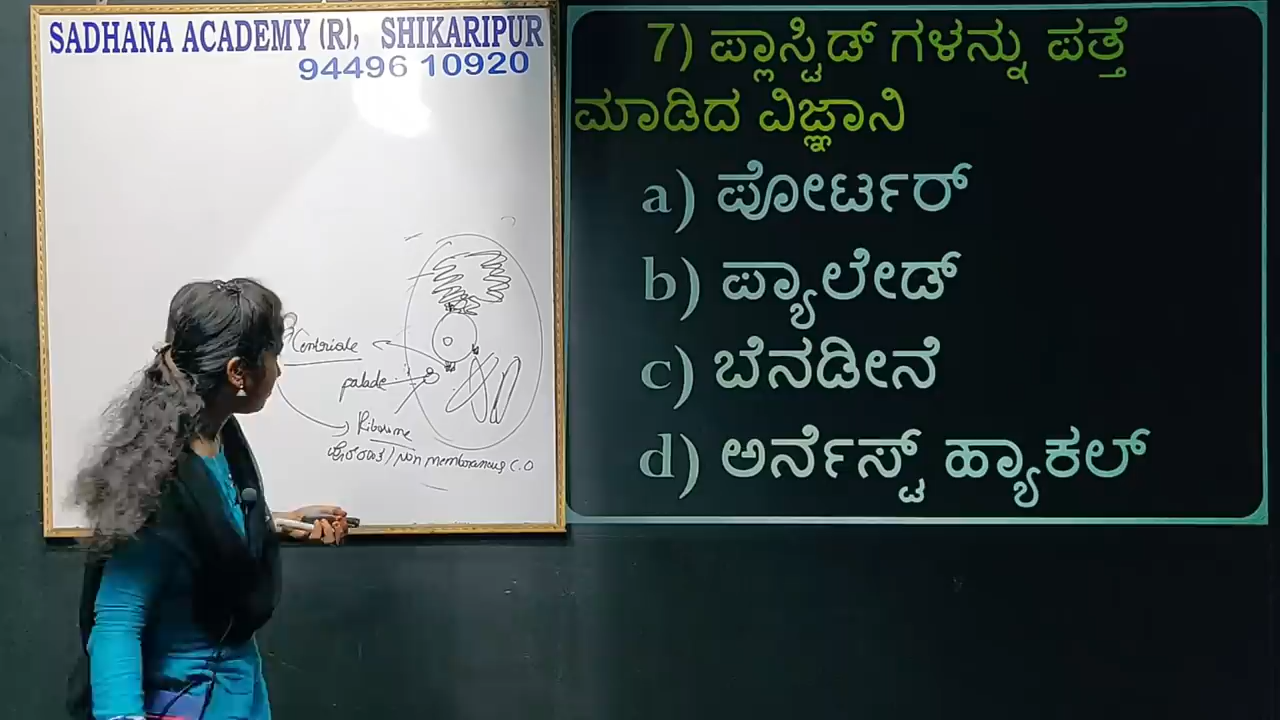 SADHANA ACADEMY (R), SHIKARIPUR
94496 10920
Centriole
palade
Ribosome
/ Non membranous C.O
7) ಪ್ಲಾಸ್ಟಿಡ್ ಗಳನ್ನು ಪತ್ತೆ
ಮಾಡಿದ ವಿಜ್ಞಾನಿ
a) ಪೋರ್ಟರ್
b) ಪ್ಯಾಲೇಡ್
c) ಬೆನಡೀನೆ
d) ಅರ್ನೆಸ್ಟ್ ಹ್ಯಾಕಲ್